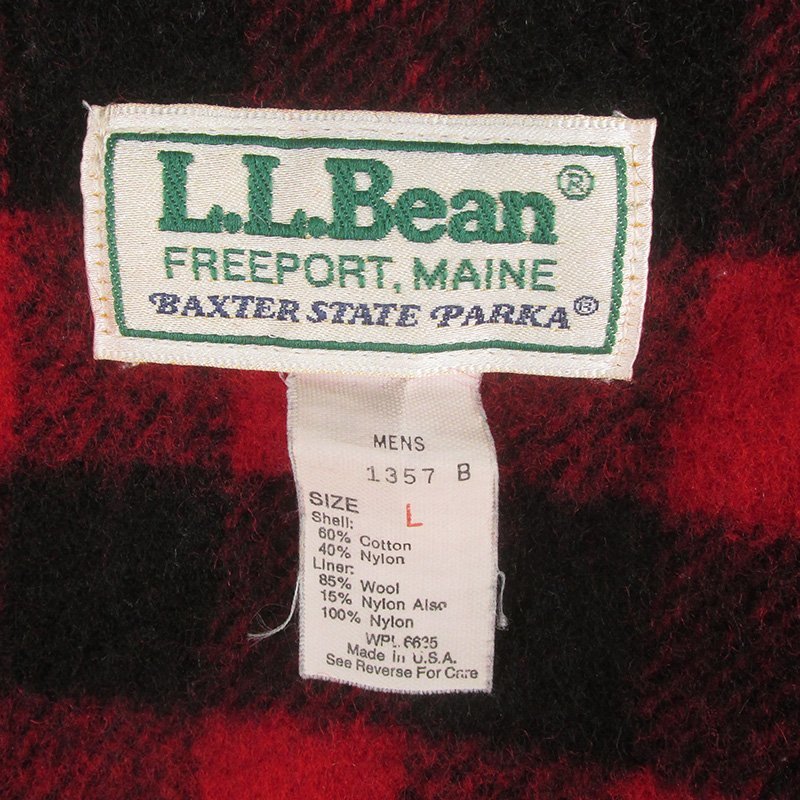 L.L.Bean®
FREEPORT, MAINE
BAXTER STATE PARKA®
MENS
1357 B
SIZE L
Shell:
60% Cotton
40% Nylon
Liner:
85% Wool
15% Nylon Also
100% Nylon
WPL 6635
Made In U.S.A.
See Reverse For Care